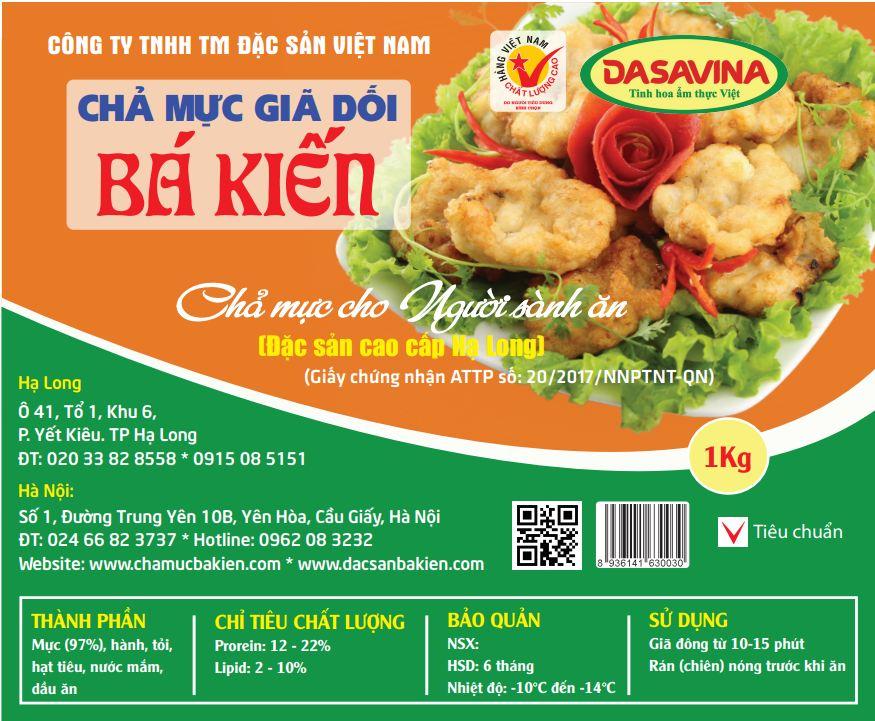 CÔNG TY TNHH TM ĐẶC SẢN VIỆT NAM
HÀNG VIỆT NAM
CHẤT LƯỢNG CAO
DO NGƯỜI TIÊU DÙNG
BÌNH CHỌN
DASAVINA
Tinh hoa ẩm thực Việt
CHẢ MỰC GIÃ DỐI
BÁ KIẾN
Chả mực cho Người sành ăn
(Đặc sản cao cấp Hạ Long)
(Giấy chứng nhận ATTP số: 20/2017/NNPTNT-QN)
Hạ Long
Ô 41, Tổ 1, Khu 6,
P. Yết Kiêu. TP Hạ Long
ĐT: 020 33 82 8558 * 0915 08 5151
1Kg
Hà Nội:
Số 1, Đường Trung Yên 10B, Yên Hòa, Cầu Giấy, Hà Nội
ĐT: 024 66 82 3737 * Hotline: 0962 08 3232
Website: www.chamucbakien.com * www.dacsanbakien.com
8 936141 630030
Tiêu chuẩn
THÀNH PHẦN
Mực (97%), hành, tỏi,
hạt tiêu, nước mắm,
dầu ăn
CHỈ TIÊU CHẤT LƯỢNG
Prorein: 12 - 22%
Lipid: 2 - 10%
BẢO QUẢN
NSX:
HSD: 6 tháng
Nhiệt độ: -10°C đến -14°C
SỬ DỤNG
Giã đông từ 10-15 phút
Rán (chiên) nóng trước khi ăn